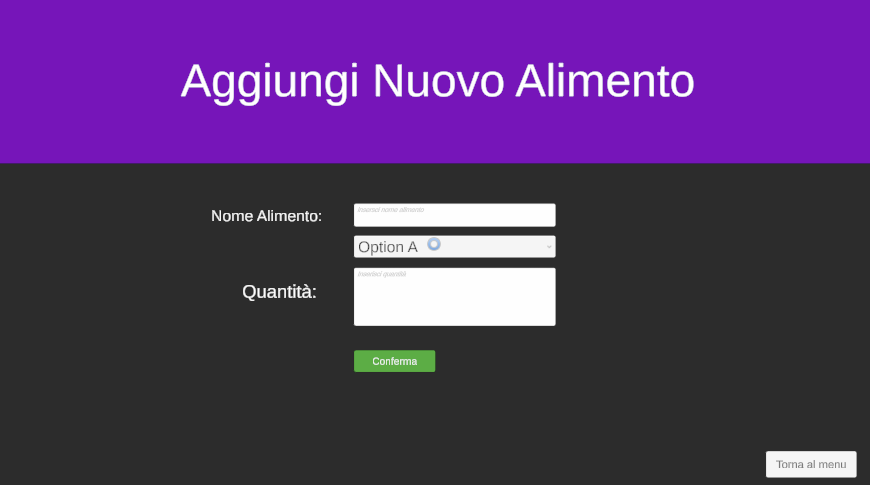 Aggiungi Nuovo Alimento
Nome Alimento:
Inserisci nome alimento
Option A
Quantità:
Inserisci quantità
Conferma
Torna al menu